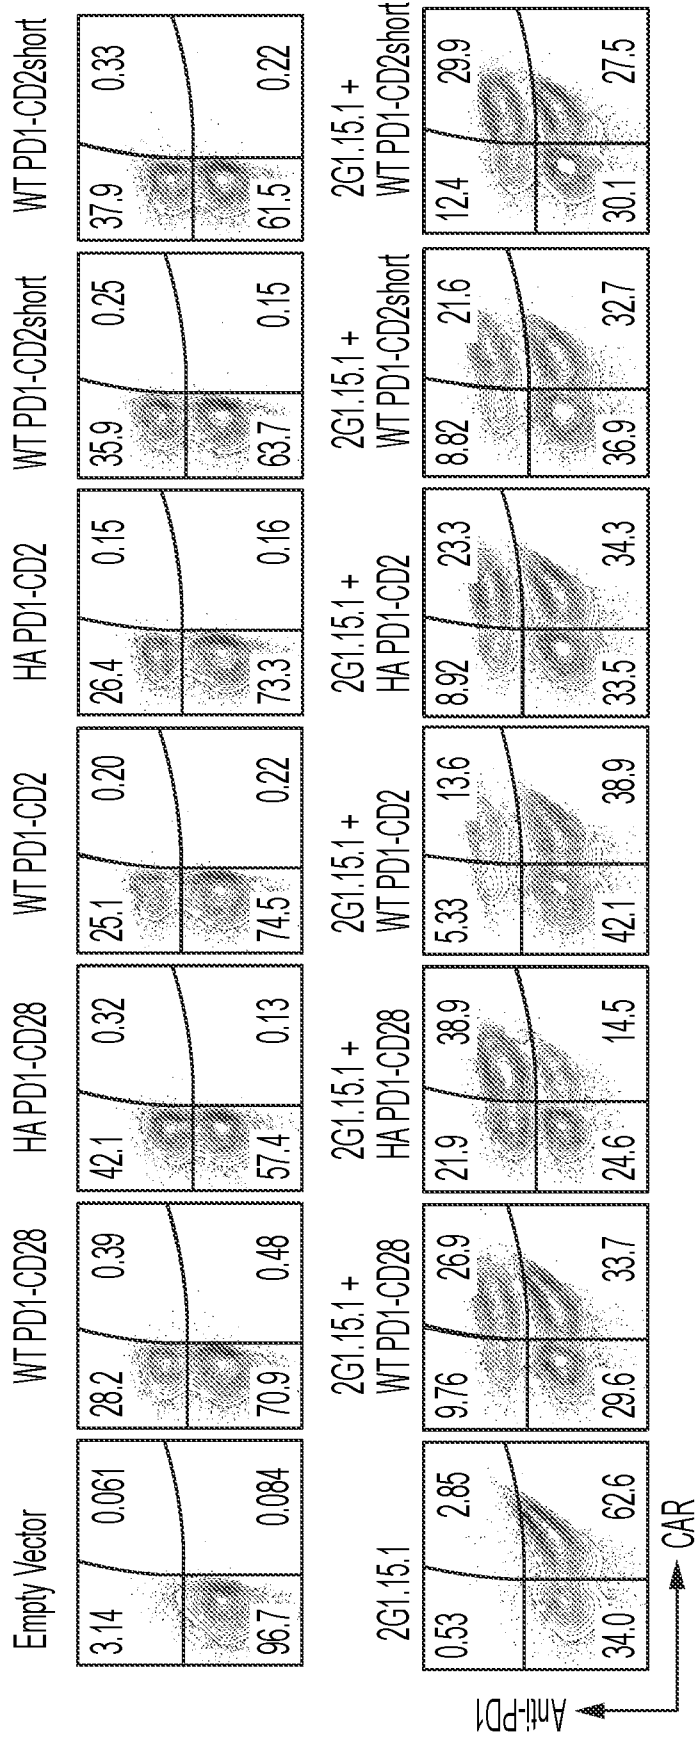 Empty Vector
3.14 0.061
96.7 0.084
WT PD1-CD28
28.2 0.39
70.9 0.48
HA PD1-CD28
42.1 0.32
57.4 0.13
WT PD1-CD2
25.1 0.20
74.5 0.22
HA PD1-CD2
26.4 0.15
73.3 0.16
WT PD1-CD2short
35.9 0.25
63.7 0.15
WT PD1-CD2short
37.9 0.33
61.5 0.22
2G1.15.1
0.53 2.85
34.0 62.6
2G1.15.1 +
WT PD1-CD28
9.76 26.9
29.6 33.7
2G1.15.1 +
HA PD1-CD28
21.9 38.9
24.6 14.5
2G1.15.1 +
WT PD1-CD2
5.33 13.6
42.1 38.9
2G1.15.1 +
HA PD1-CD2
8.92 23.3
33.5 34.3
2G1.15.1 +
WT PD1-CD2short
8.82 21.6
36.9 32.7
2G1.15.1 +
WT PD1-CD2short
12.4 29.9
30.1 27.5
Anti-PD1
CAR